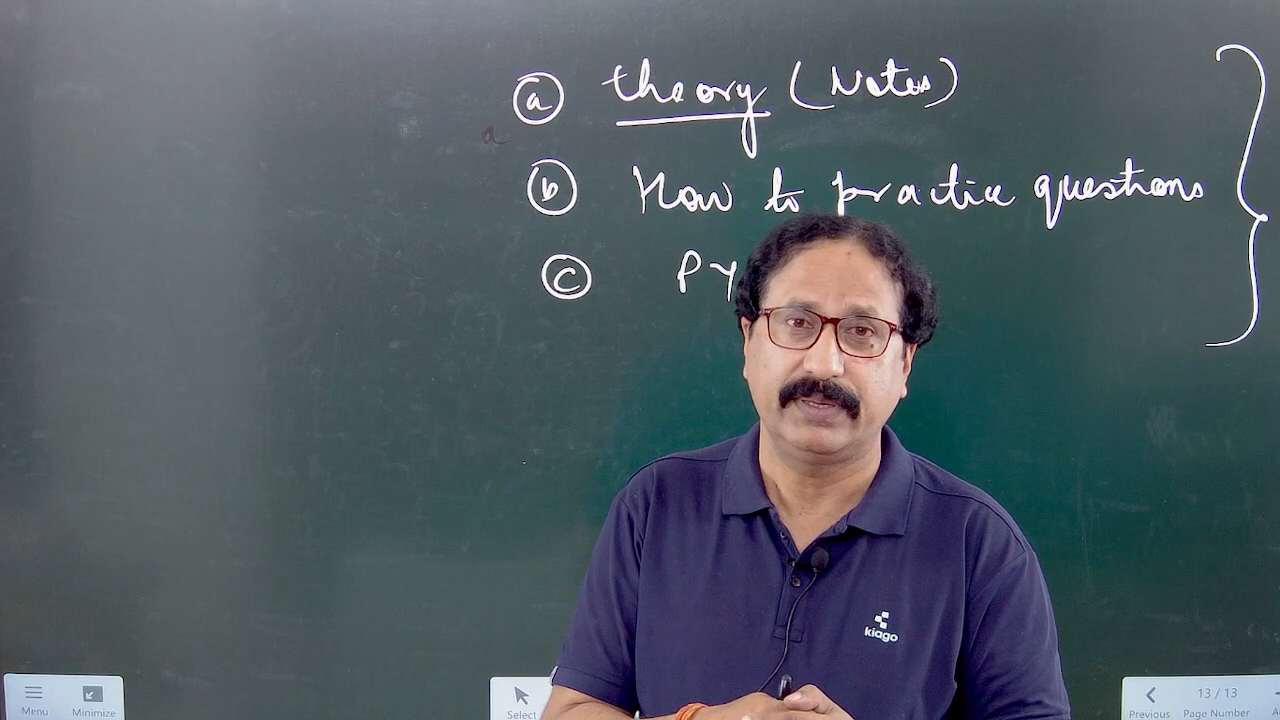 a theory (Notes)
a
b How to practice questions
c PY
kiago
Menu Minimize
Select
Previous 13 / 13 Page Number